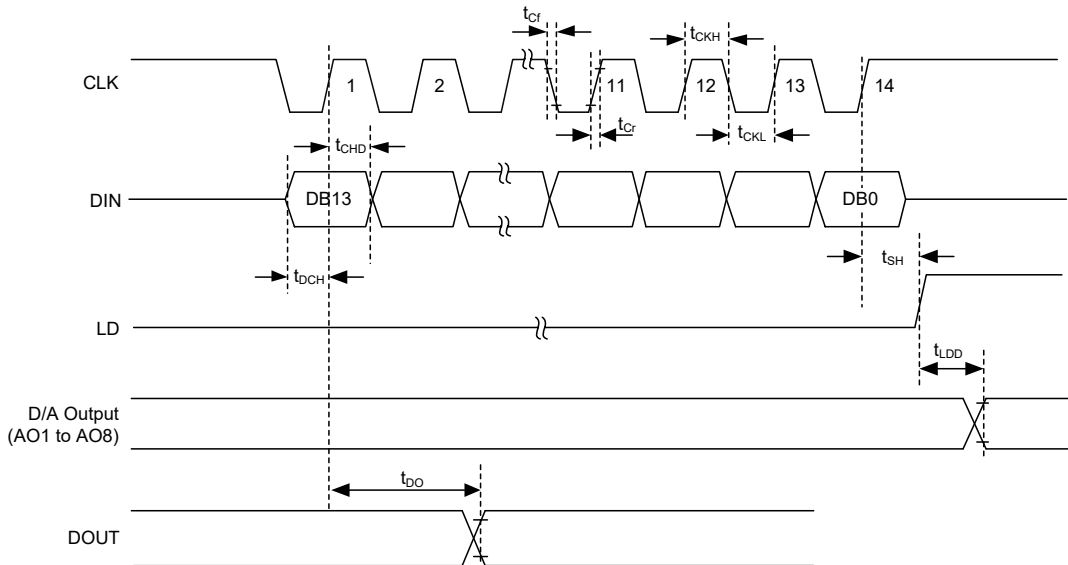 tCf
tCKH
CLK
1
2
11
12
13
14
tCr
tCKL
tCHD
DIN
DB13
DB0
tDCH
tSH
LD
tLDD
D/A Output
(AO1 to AO8)
tDO
DOUT